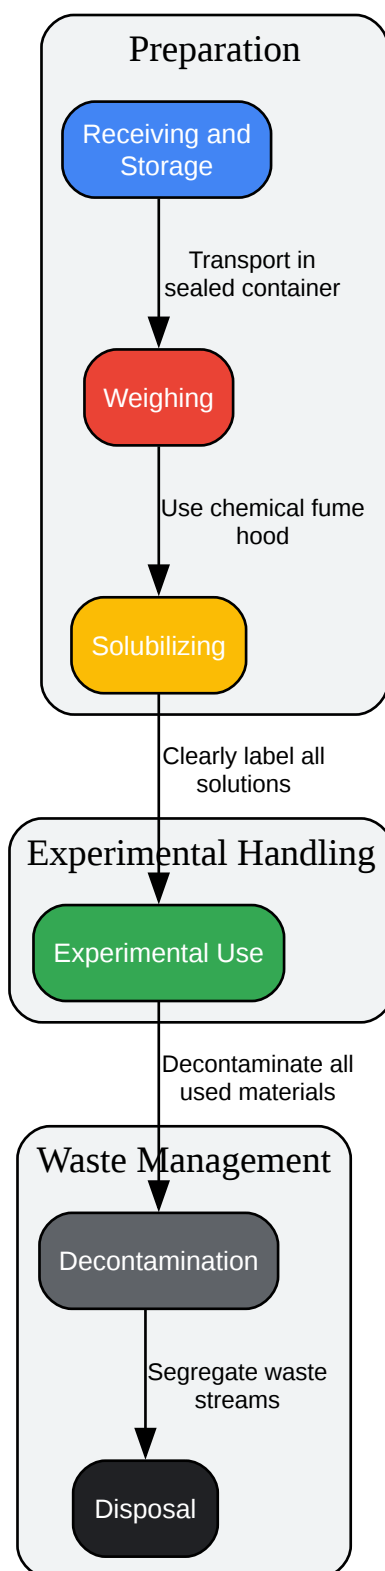 Preparation
Receiving and
Storage
Transport in
sealed container
Weighing
Use chemical fume
hood
Solubilizing
Clearly label all
solutions
Experimental Handling
Experimental Use
Decontaminate all
used materials
Waste Management
Decontamination
Segregate waste
streams
Disposal